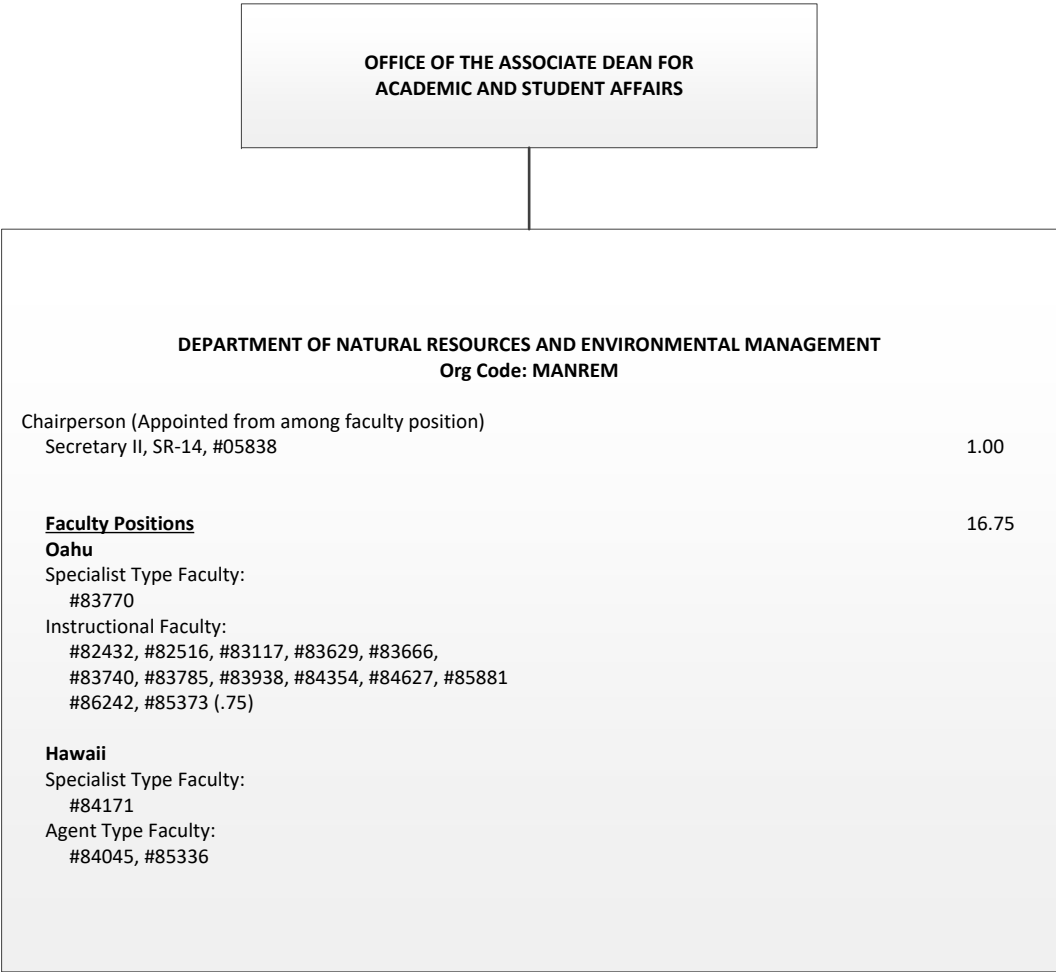 OFFICE OF THE ASSOCIATE DEAN FOR
ACADEMIC AND STUDENT AFFAIRS
DEPARTMENT OF NATURAL RESOURCES AND ENVIRONMENTAL MANAGEMENT
Org Code: MANREM
Chairperson (Appointed from among faculty position)
Secretary II, SR-14, #05838 1.00
Faculty Positions 16.75
Oahu
Specialist Type Faculty:
#83770
Instructional Faculty:
#82432, #82516, #83117, #83629, #83666,
#83740, #83785, #83938, #84354, #84627, #85881
#86242, #85373 (.75)
Hawaii
Specialist Type Faculty:
#84171
Agent Type Faculty:
#84045, #85336